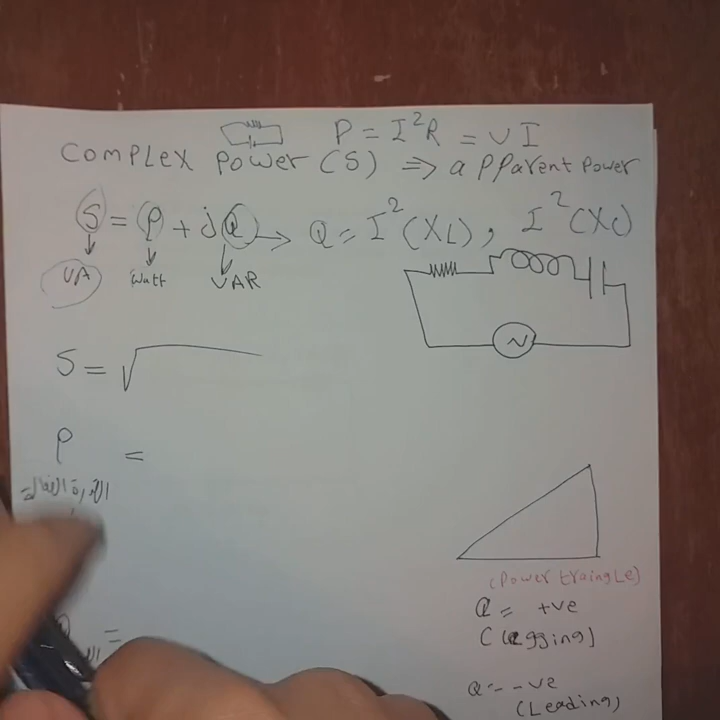 P = I²R = VI
COMPLEX POWER (S) ⇒ apparent power
S = P + jQ → Q = I²(XL), I²(XC)
VA Watt VAR
S = √
P =
القدرة الفعالة
=
(Power traingLe)
Q = +ve
(Lagging)
Q = -ve
(Leading)